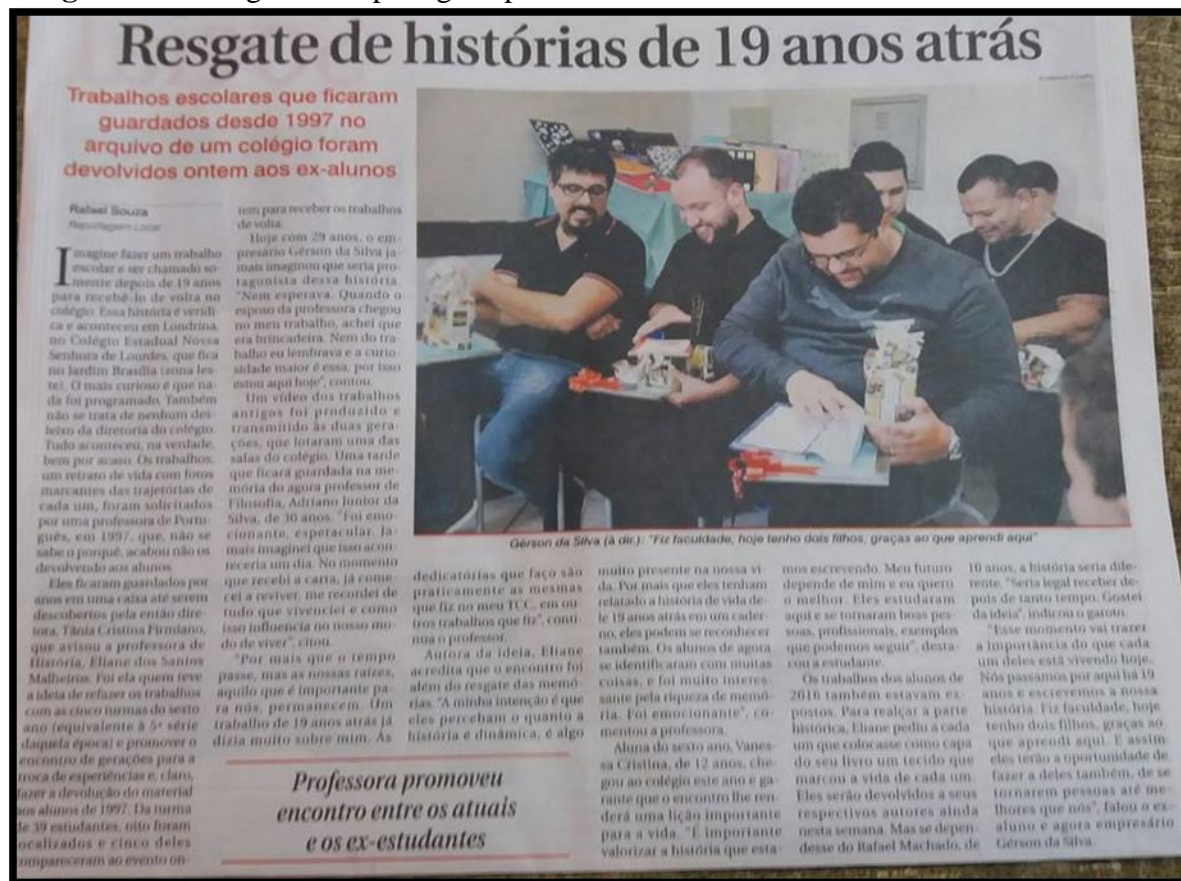 Resgate de histórias de 19 anos atrás
Trabalhos escolares que ficaram
guardados desde 1997 no
arquivo de um colégio foram
devolvidos ontem aos ex-alunos
Rafael Souza
Reportagem Local
Imagine fazer um trabalho
escolar e ser chamado so-
mente depois de 19 anos
para recebê-lo de volta no
colégio. Essa história é verídi-
ca e aconteceu em Londrina,
no Colégio Estadual Nossa
Senhora de Lourdes, que fica
no Jardim Brasília (zona les-
te). O mais curioso é que na-
da foi programado. Também
não se trata de nenhum des-
leixo da diretoria do colégio.
Tudo aconteceu, na verdade,
bem por acaso. Os trabalhos,
um retrato de vida com fotos
marcantes das trajetórias de
cada um, foram solicitados
por uma professora de Portu-
guês, em 1997, que, não se
sabe o porquê, acabou não os
devolvendo aos alunos.
Eles ficaram guardados por
anos em uma caixa até serem
descobertos pela então dire-
tora, Tânia Cristina Firmiano,
que avisou a professora de
História, Eliane dos Santos
Malheiros. Foi ela quem teve
a ideia de refazer os trabalhos
com as cinco turmas do sexto
ano (equivalente à 5ª série
daquela época) e promover o
encontro de gerações para a
troca de experiências e, claro,
fazer a devolução do material
aos alunos de 1997. Da turma
de 39 estudantes, oito foram
localizados e cinco deles
compareceram ao evento on-
tem para receber os trabalhos
de volta.
Hoje com 29 anos, o em-
presário Gérson da Silva ja-
mais imaginou que seria pro-
tagonista dessa história.
"Nem esperava. Quando o
esposo da professora chegou
no meu trabalho, achei que
era brincadeira. Nem do tra-
balho eu lembrava e a curio-
sidade maior é essa, por isso
estou aqui hoje", contou.
Um vídeo dos trabalhos
antigos foi produzido e
transmitido às duas gera-
ções, que lotaram uma das
salas do colégio. Uma tarde
que ficará guardada na me-
mória do agora professor de
Filosofia, Adriano Junior da
Silva, de 30 anos. "Foi emo-
cionante, espetacular. Ja-
mais imaginei que isso acon-
teceria um dia. No momento
que recebi a carta, já come-
cei a reviver, me recordei de
tudo que vivenciei e como
isso influencia no nosso mo-
do de viver", citou.
"Por mais que o tempo
passe, mas as nossas raízes,
aquilo que é importante pa-
ra nós, permanecem. Um
trabalho de 19 anos atrás já
dizia muito sobre mim. As
Professora promoveu
encontro entre os atuais
e os ex-estudantes
Gérson da Silva (à dir.): "Fiz faculdade, hoje tenho dois filhos, graças ao que aprendi aqui"
dedicatórias que faço são
praticamente as mesmas
que fiz no meu TCC, em ou-
tros trabalhos que fiz", conti-
nua o professor.
Autora da ideia, Eliane
acredita que o encontro foi
além do resgate das memó-
rias. "A minha intenção é que
eles percebam o quanto a
história é dinâmica, é algo
muito presente na nossa vi-
da. Por mais que eles tenham
relatado a história de vida de-
le 19 anos atrás em um cader-
no, eles podem se reconhecer
também. Os alunos de agora
se identificaram com muitas
coisas, e foi muito interes-
sante pela riqueza de memó-
ria. Foi emocionante", co-
mentou a professora.
Aluna do sexto ano, Vanes-
sa Cristina, de 12 anos, che-
gou ao colégio este ano e ga-
rante que o encontro lhe ren-
derá uma lição importante
para a vida. "É importante
valorizar a história que esta-
mos escrevendo. Meu futuro
depende de mim e eu quero
o melhor. Eles estudaram
aqui e se tornaram boas pes-
soas, profissionais, exemplos
que podemos seguir", desta-
cou a estudante.
Os trabalhos dos alunos de
2016 também estavam ex-
postos. Para realçar a parte
histórica, Eliane pediu a cada
um que colocasse como capa
do seu livro um tecido que
marcou a vida de cada um.
Eles serão devolvidos a seus
respectivos autores ainda
nesta semana. Mas se depen-
desse do Rafael Machado, de
10 anos, a história seria dife-
rente. "Seria legal receber de-
pois de tanto tempo. Gostei
da ideia", indicou o garoto.
"Esse momento vai trazer
a importância do que cada
um deles está vivendo hoje.
Nós passamos por aqui há 19
anos e escrevemos a nossa
história. Fiz faculdade, hoje
tenho dois filhos, graças ao
que aprendi aqui. E assim
eles terão a oportunidade de
fazer a deles também, de se
tornarem pessoas até me-
lhores que nós", falou o ex-
aluno e agora empresário
Gérson da Silva.